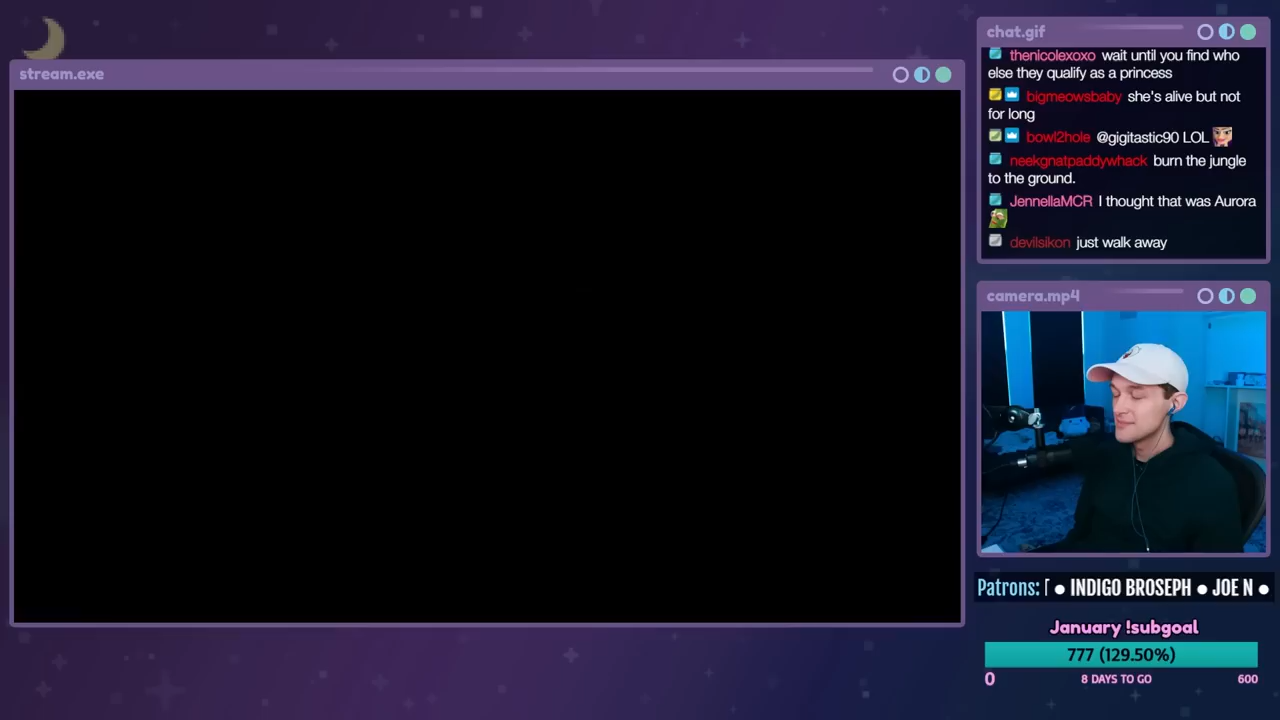 stream.exe
chat.gif
thenicolexoxo wait until you find who
else they qualify as a princess
bigmeowsbaby she's alive but not
for long
bowl2hole @gigitastic90 LOL
neekgnatpaddywhack burn the jungle
to the ground.
JennellaMCR I thought that was Aurora
devilsikon just walk away
camera.mp4
Patrons: • INDIGO BROSEPH • JOE N •
January !subgoal
777 (129.50%)
0 8 DAYS TO GO 600